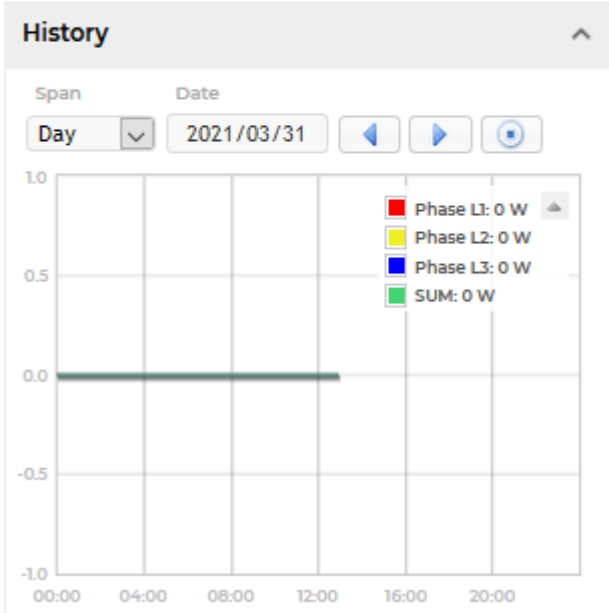 History
Span Date
Day 2021/03/31
1.0
Phase L1: 0 W
Phase L2: 0 W
0.5
Phase L3: 0 W
SUM: 0 W
0.0
-0.5
-1.0
00:00 04:00 08:00 12:00 16:00 20:00